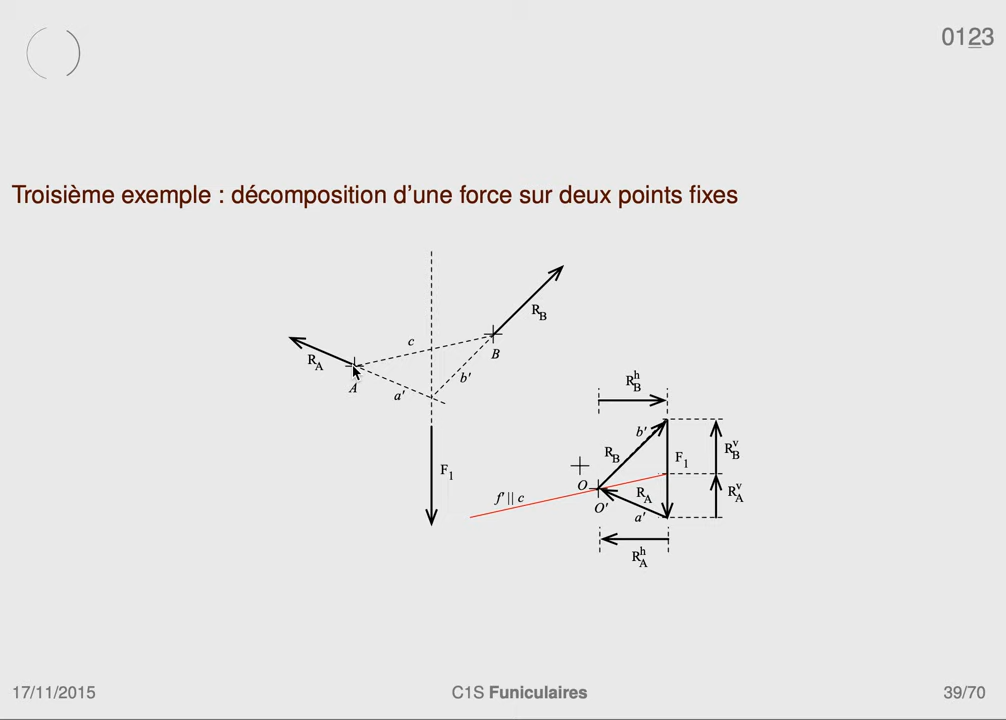 0123
Troisième exemple : décomposition d'une force sur deux points fixes
R_B
c
B
R_A
A
a'
b'
F_1
R_B^h
b'
R_B
F_1
R_B^v
O
f' || c
O'
R_A
a'
R_A^v
R_A^h
17/11/2015
C1S Funiculaires
39/70